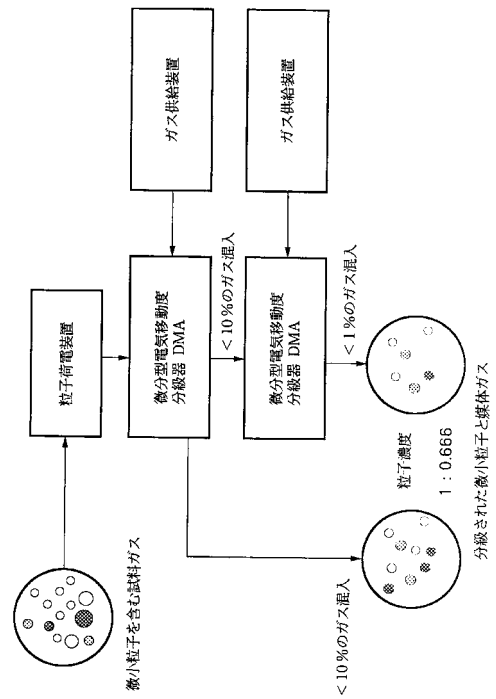 微小粒子を含む試料ガス
粒子荷電装置
微分型電気移動度
分級器 DMA
ガス供給装置
<10%のガス混入
微分型電気移動度
分級器 DMA
ガス供給装置
<10%のガス混入
<1%のガス混入
粒子濃度
1 : 0.666
分級された微小粒子と媒体ガス